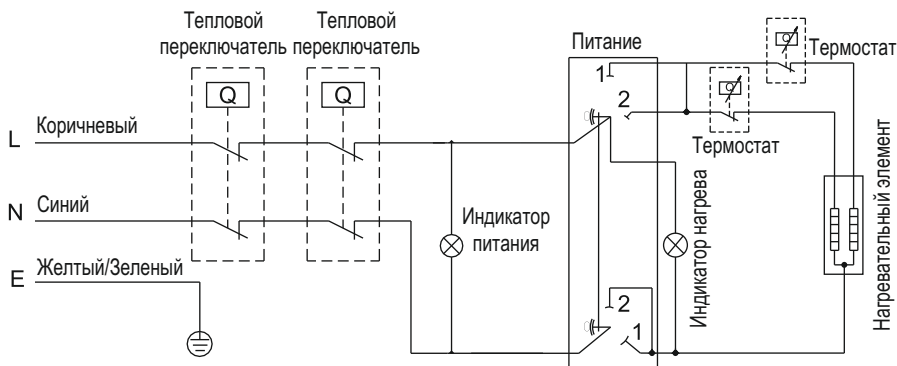 Тепловой
переключатель
Тепловой
переключатель
Питание
Термостат
Q
Q
Q
Q
1
2
L
Коричневый
Термостат
N
Синий
Индикатор
питания
Индикатор нагрева
Нагревательный элемент
E
Желтый/Зеленый
2
1